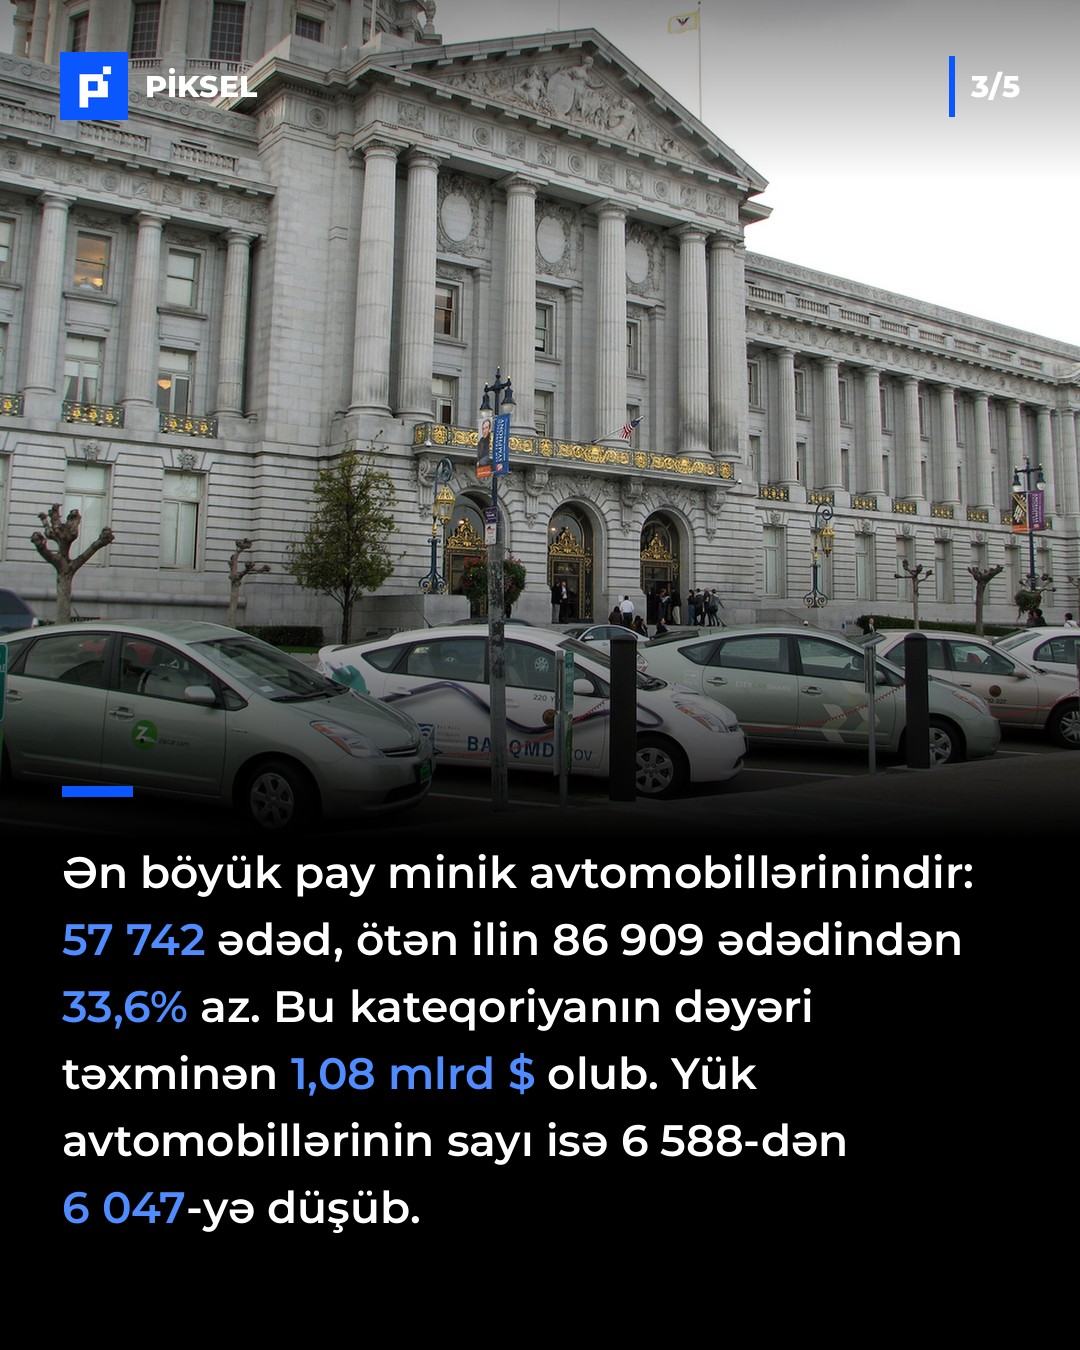 PİKSEL
3/5
BAAQMD.GOV
Ən böyük pay minik avtomobillərinindir:
57 742 ədəd, ötən ilin 86 909 ədədindən
33,6% az. Bu kateqoriyanın dəyəri
təxminən 1,08 mlrd $ olub. Yük
avtomobillərinin sayı isə 6 588-dən
6 047-yə düşüb.